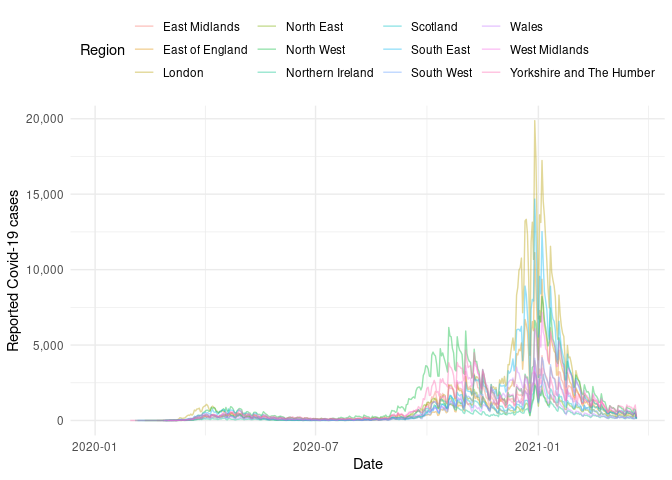 East Midlands North East Scotland Wales
Region East of England North West South East West Midlands
London Northern Ireland South West Yorkshire and The Humber
20,000
15,000
10,000
5,000
0
Reported Covid-19 cases
2020-01 2020-07 2021-01
Date